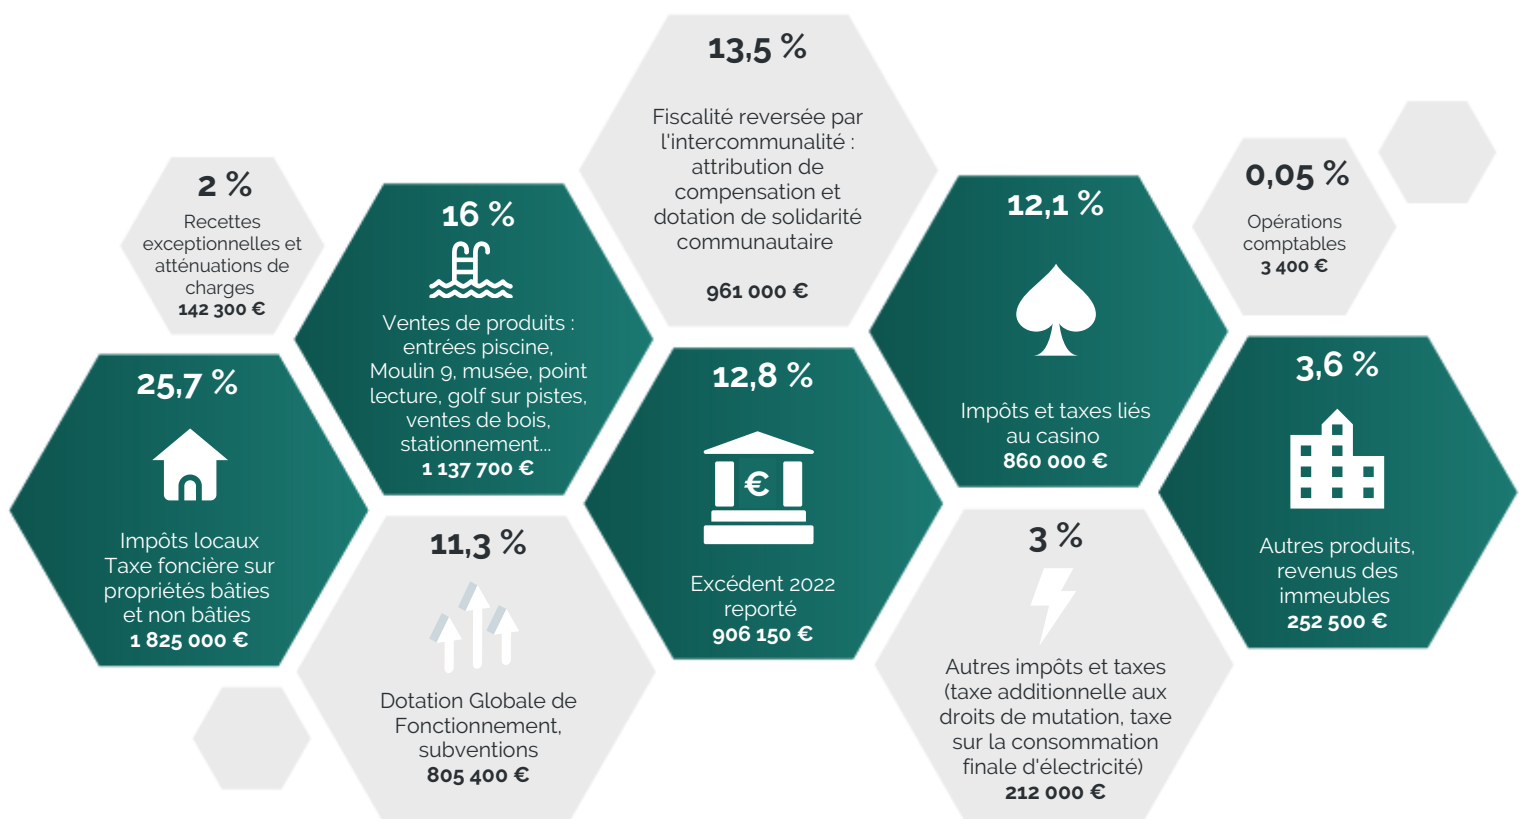 13,5 %
Fiscalité reversée par
l'intercommunalité :
attribution de
compensation et
dotation de solidarité
communautaire
961 000 €
2 %
Recettes
exceptionnelles et
atténuations de
charges
142 300 €
16 %
Ventes de produits :
entrées piscine,
Moulin 9, musée, point
lecture, golf sur pistes,
ventes de bois,
stationnement...
1 137 700 €
12,1 %
Impôts et taxes liés
au casino
860 000 €
0,05 %
Opérations
comptables
3 400 €
25,7 %
Impôts locaux
Taxe foncière sur
propriétés bâties
et non bâties
1 825 000 €
12,8 %
€
Excédent 2022
reporté
906 150 €
3,6 %
Autres produits,
revenus des
immeubles
252 500 €
11,3 %
Dotation Globale de
Fonctionnement,
subventions
805 400 €
3 %
Autres impôts et taxes
(taxe additionnelle aux
droits de mutation, taxe
sur la consommation
finale d'électricité)
212 000 €